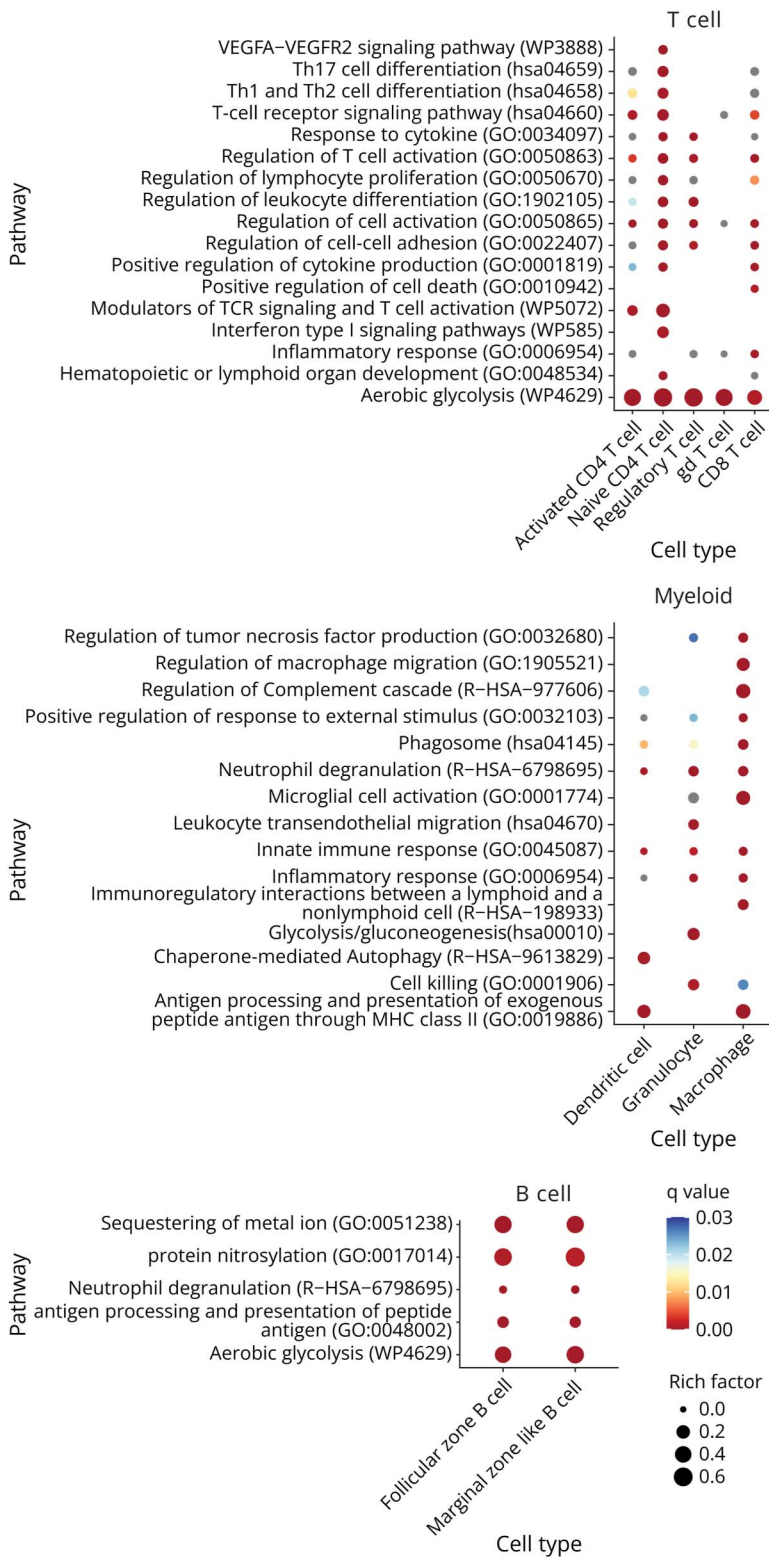 T cell
Pathway
VEGFA−VEGFR2 signaling pathway (WP3888)
Th17 cell differentiation (hsa04659)
Th1 and Th2 cell differentiation (hsa04658)
T-cell receptor signaling pathway (hsa04660)
Response to cytokine (GO:0034097)
Regulation of T cell activation (GO:0050863)
Regulation of lymphocyte proliferation (GO:0050670)
Regulation of leukocyte differentiation (GO:1902105)
Regulation of cell activation (GO:0050865)
Regulation of cell-cell adhesion (GO:0022407)
Positive regulation of cytokine production (GO:0001819)
Positive regulation of cell death (GO:0010942)
Modulators of TCR signaling and T cell activation (WP5072)
Interferon type I signaling pathways (WP585)
Inflammatory response (GO:0006954)
Hematopoietic or lymphoid organ development (GO:0048534)
Aerobic glycolysis (WP4629)
Activated CD4 T cell
Naive CD4 T cell
Regulatory T cell
gd T cell
CD8 T cell
Cell type
Myeloid
Pathway
Regulation of tumor necrosis factor production (GO:0032680)
Regulation of macrophage migration (GO:1905521)
Regulation of Complement cascade (R−HSA−977606)
Positive regulation of response to external stimulus (GO:0032103)
Phagosome (hsa04145)
Neutrophil degranulation (R−HSA−6798695)
Microglial cell activation (GO:0001774)
Leukocyte transendothelial migration (hsa04670)
Innate immune response (GO:0045087)
Inflammatory response (GO:0006954)
Immunoregulatory interactions between a lymphoid and a
nonlymphoid cell (R−HSA−198933)
Glycolysis/gluconeogenesis(hsa00010)
Chaperone-mediated Autophagy (R−HSA−9613829)
Cell killing (GO:0001906)
Antigen processing and presentation of exogenous
peptide antigen through MHC class II (GO:0019886)
Dendritic cell
Granulocyte
Macrophage
Cell type
B cell
Pathway
Sequestering of metal ion (GO:0051238)
protein nitrosylation (GO:0017014)
Neutrophil degranulation (R−HSA−6798695)
antigen processing and presentation of peptide
antigen (GO:0048002)
Aerobic glycolysis (WP4629)
Follicular zone B cell
Marginal zone like B cell
Cell type
q value
0.03
0.02
0.01
0.00
Rich factor
0.0
0.2
0.4
0.6